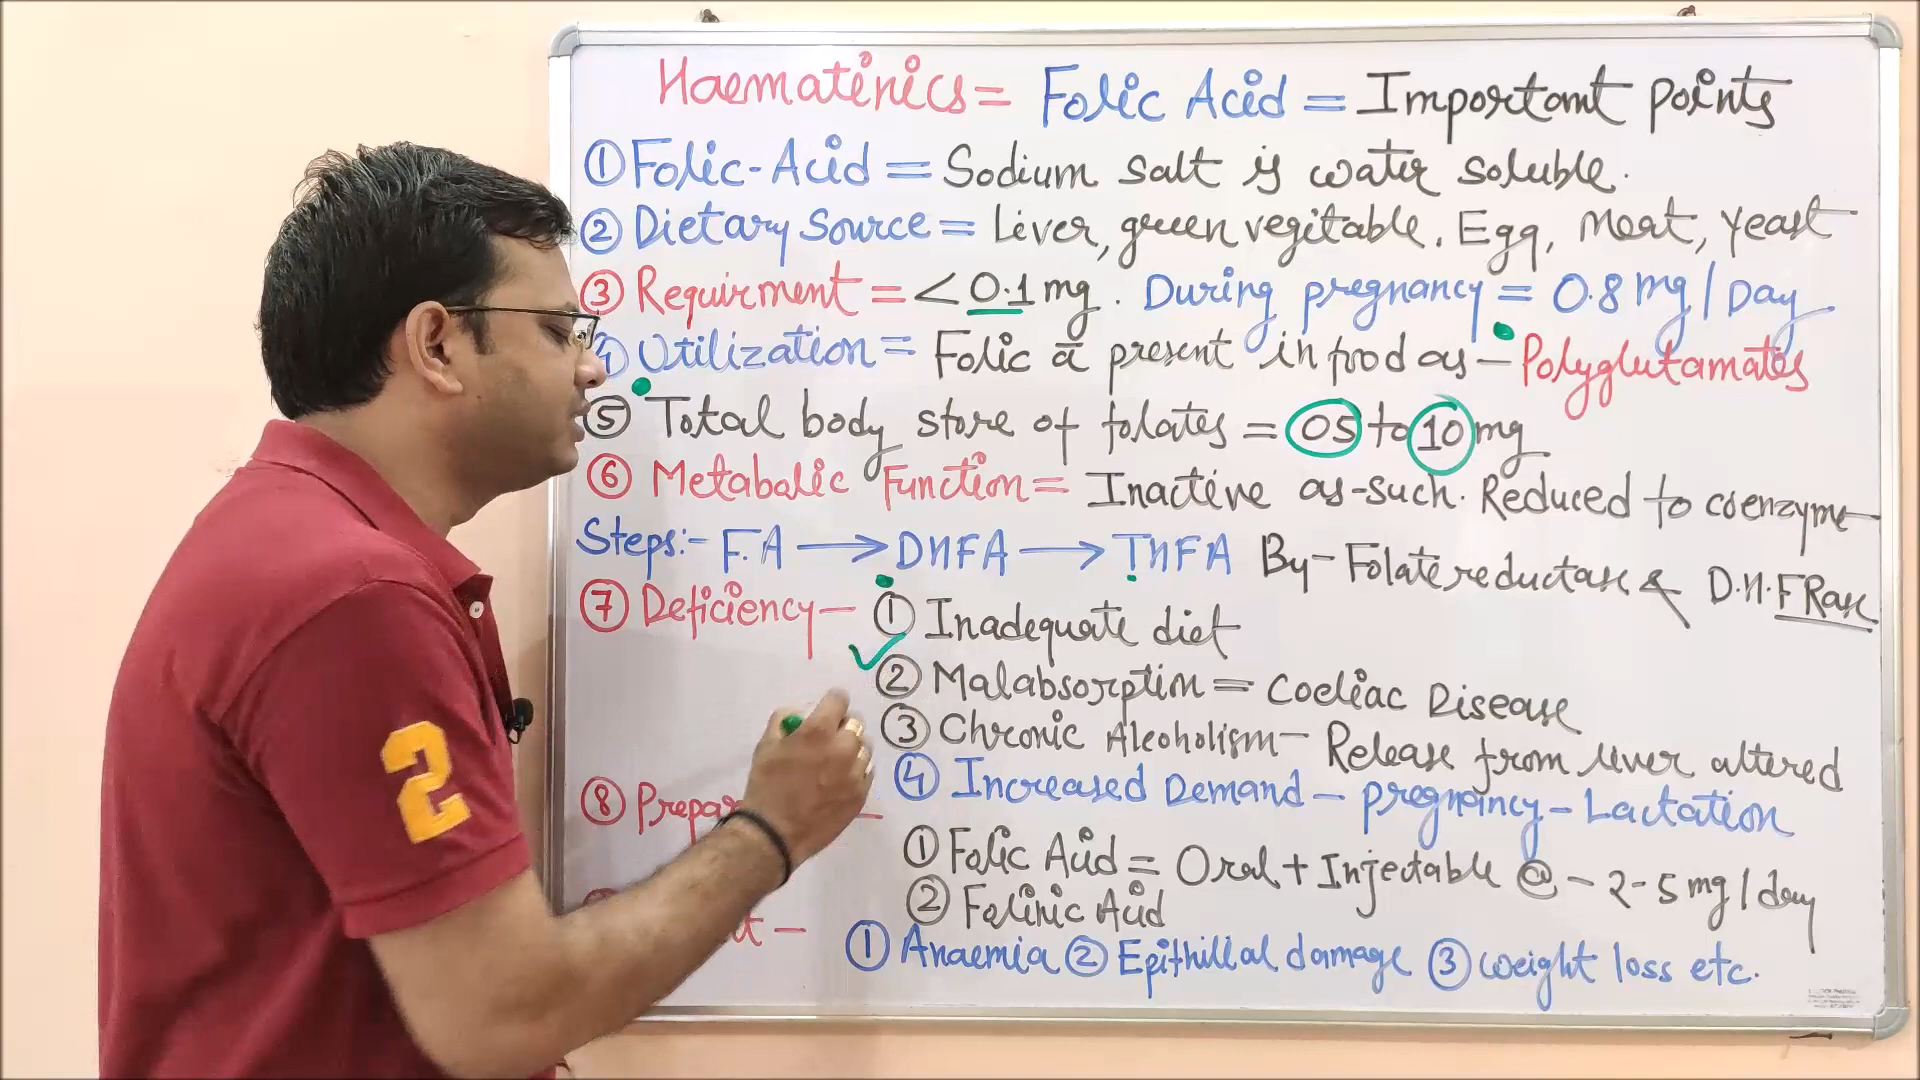 Haematinics = Folic Acid = Important points
① Folic-Acid = Sodium salt is water soluble.
② Dietary Source = Liver, green vegitable, Egg, Meat, yeast
③ Requirment = < 0.1 mg. During pregnancy = 0.8 mg / Day
④ Utilization = Folic a present in food as - Polyglutamates
⑤ Total body store of folates = 05 to 10 mg
⑥ Metabolic Function = Inactive as-such. Reduced to coenzyme
Steps:- F.A → DHFA → THFA By - Folate reductase & D.H.FRase
⑦ Deficiency - ① Inadequate diet
② Malabsorption = Coeliac Disease
③ Chronic Alcoholism - Release from liver altered
④ Increased Demand - pregnancy - Lactation
⑧
① Folic Acid = Oral + Injectable @ - 2-5 mg / day
② Folinic Acid
① Anaemia ② Epithillal damage ③ weight loss etc.
2